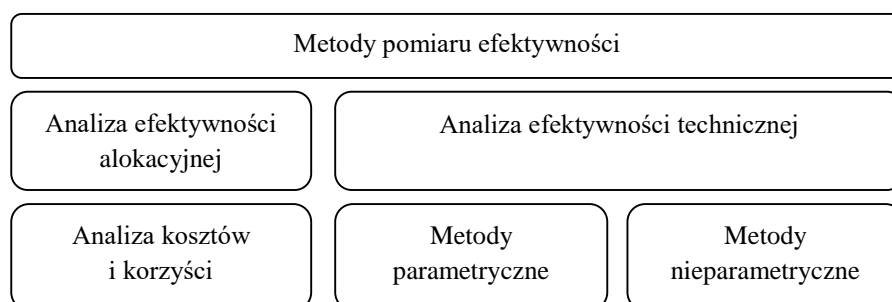 Metody pomiaru efektywności
Analiza efektywności
alokacyjnej
Analiza efektywności technicznej
Analiza kosztów
i korzyści
Metody
parametryczne
Metody
nieparametryczne